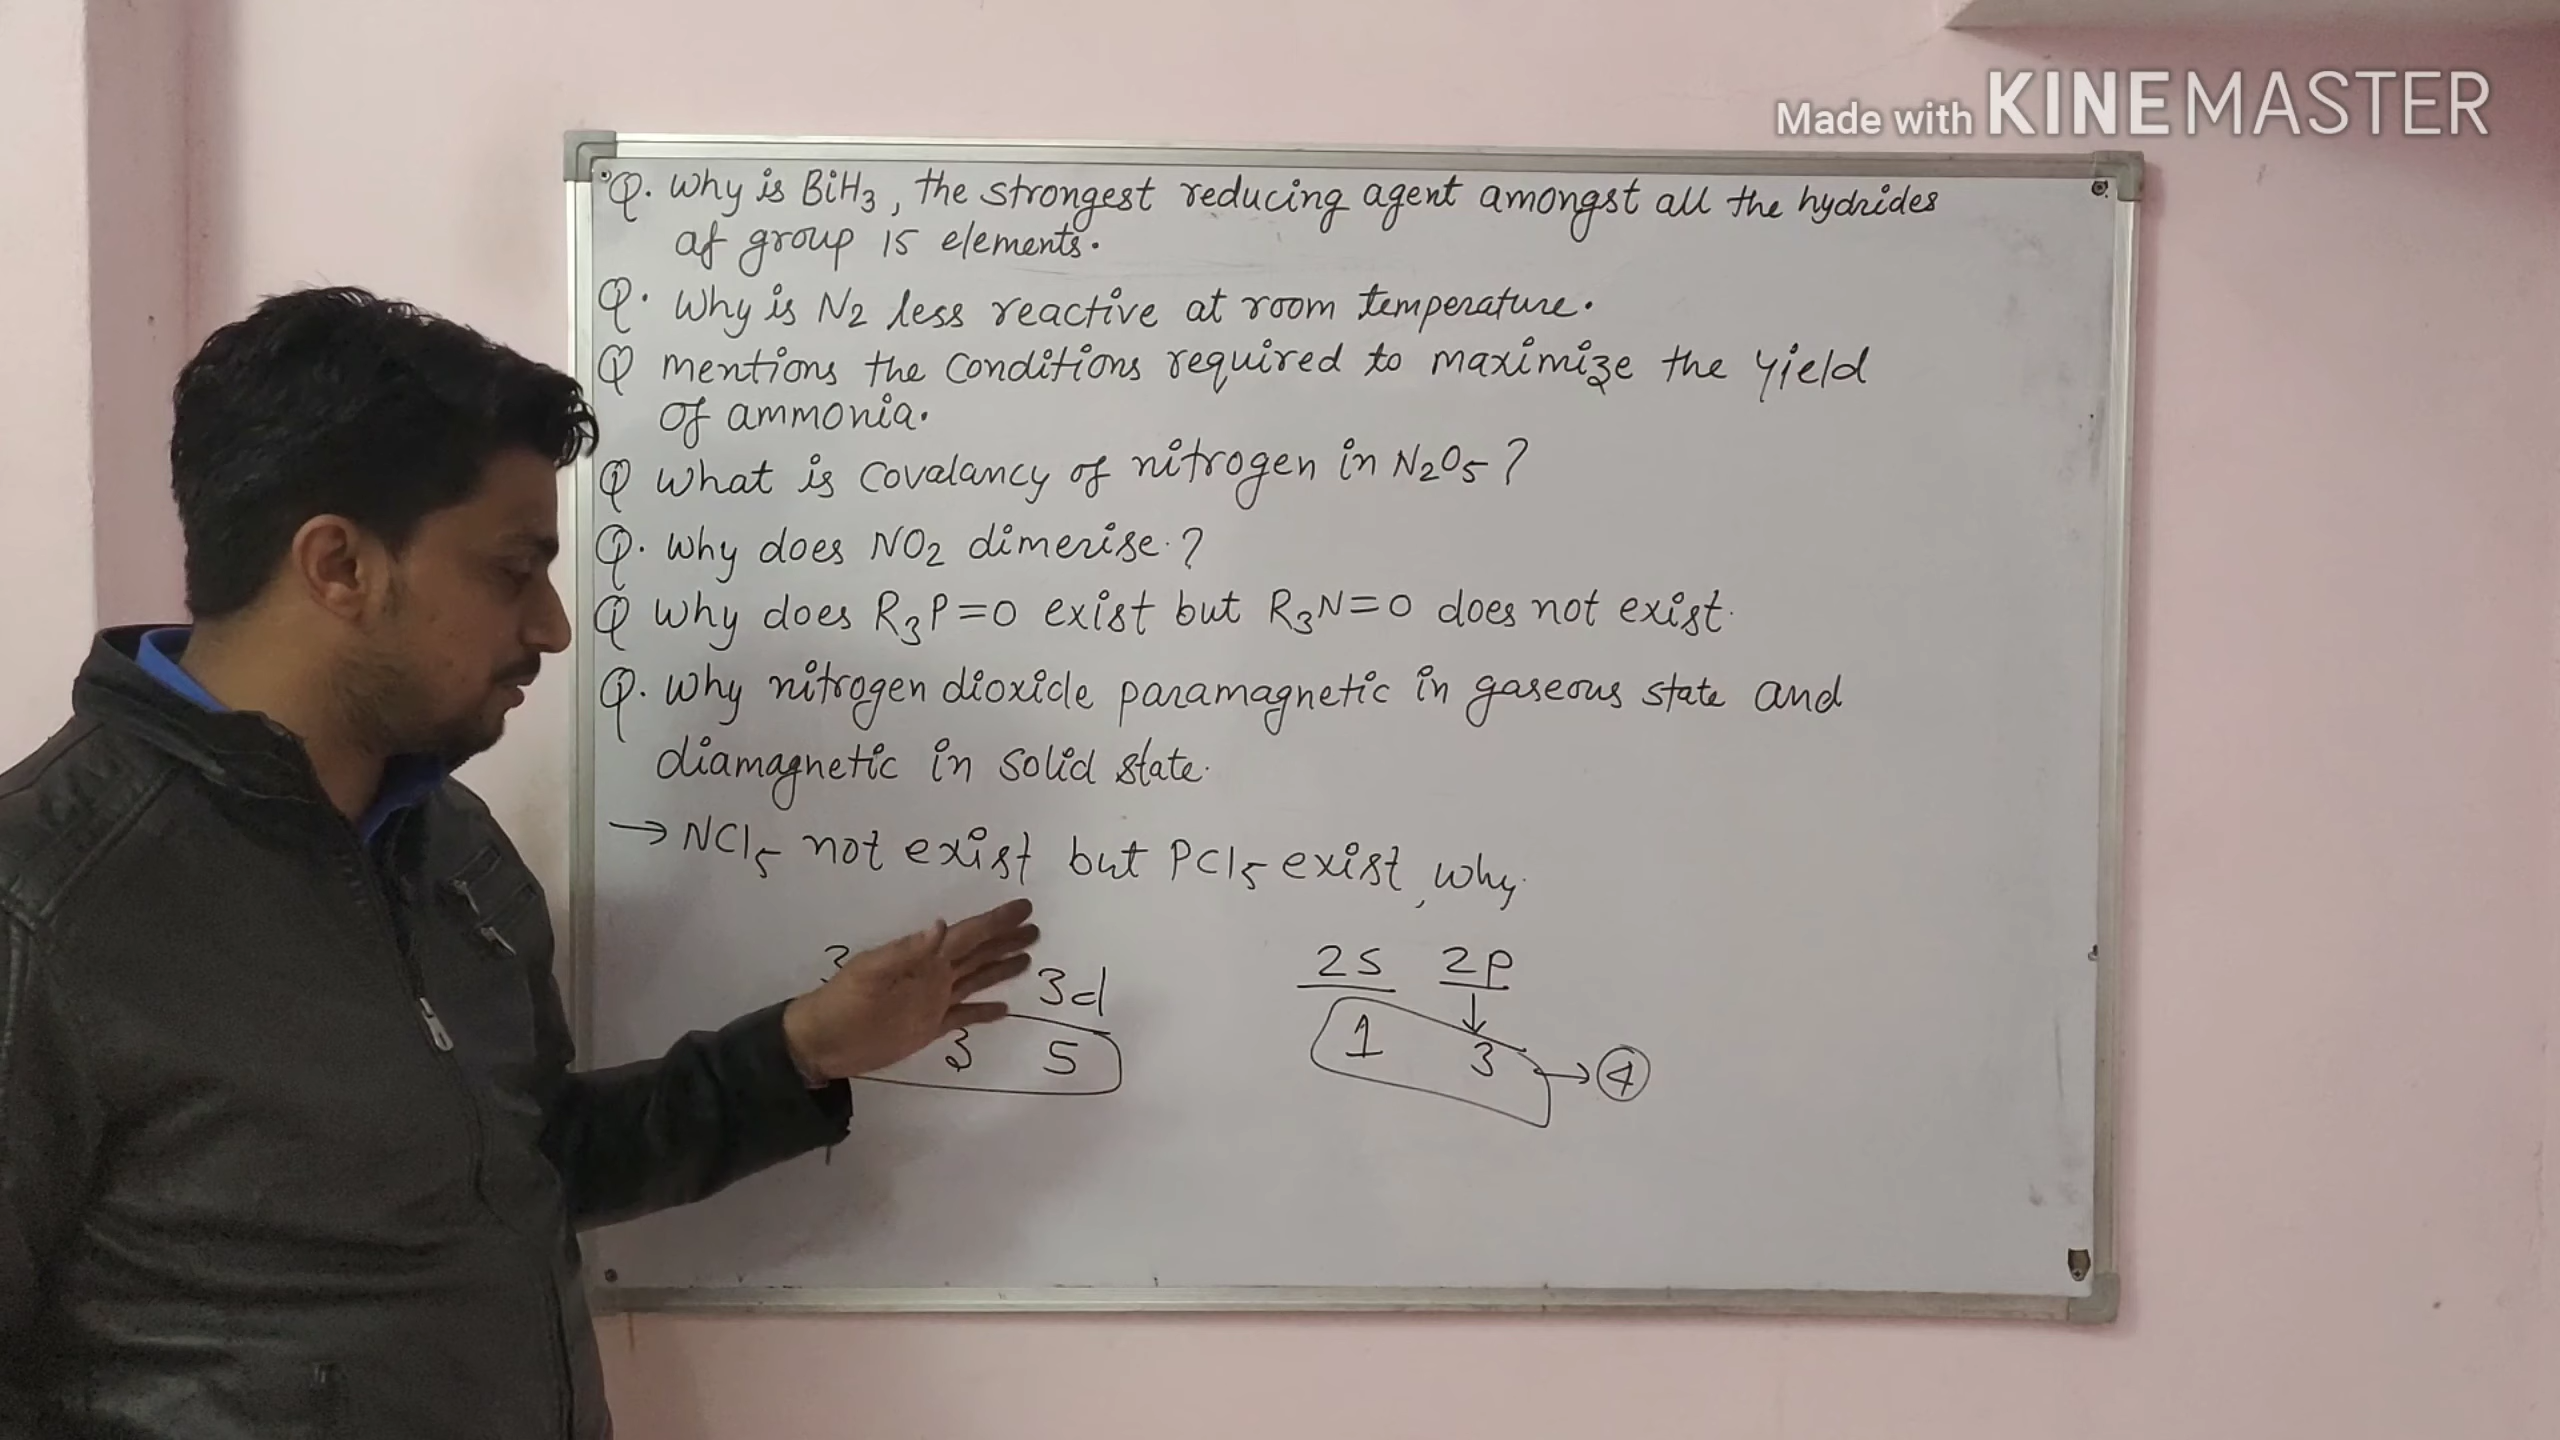 Made with KINEMASTER
Q. Why is BiH3, the strongest reducing agent amongst all the hydrides
af group 15 elements.
Q. Why is N2 less reactive at room temperature.
Q mentions the conditions required to maximize the yield
of ammonia.
Q What is covalancy of nitrogen in N2O5?
Q. Why does NO2 dimerise.?
Q Why does R3P=O exist but R3N=O does not exist.
Q. Why nitrogen dioxide paramagnetic in gaseous state and
diamagnetic in solid state.
→ NCl5 not exist but PCl5 exist, why.
3 3d 2s 2p
3 5 1 3 → 4